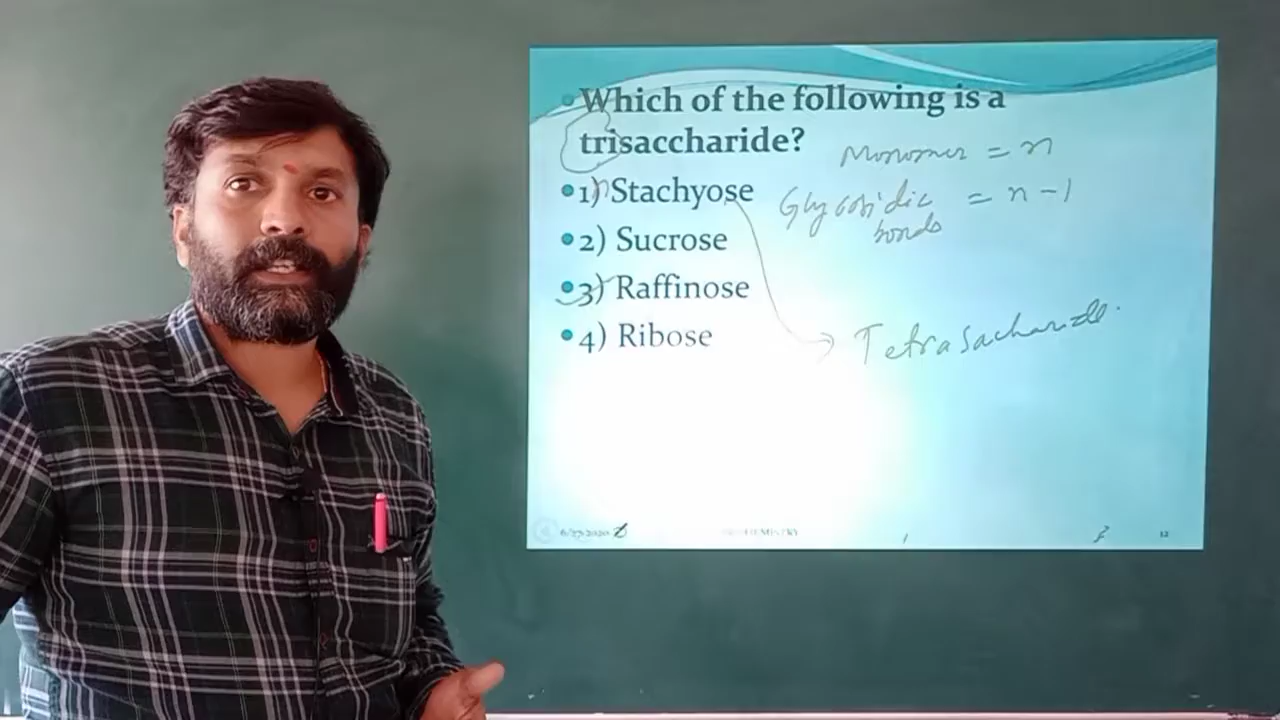 Which of the following is a
trisaccharide?
Monomer = n
1) Stachyose
Glycosidic = n-1
bonds
2) Sucrose
3) Raffinose
4) Ribose
Tetrasacharide.
12